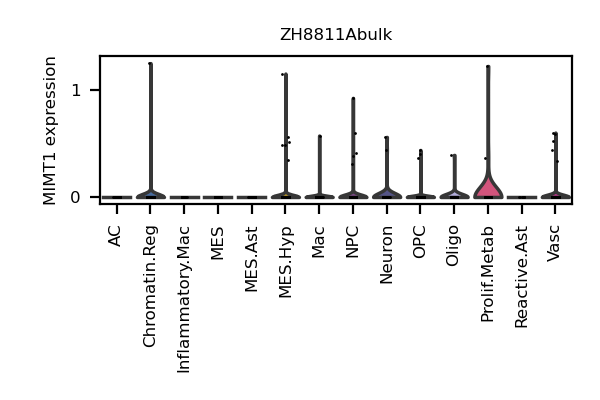 ZH8811Abulk
MIMT1 expression
1
0
AC
Chromatin.Reg
Inflammatory.Mac
MES
MES.Ast
MES.Hyp
Mac
NPC
Neuron
OPC
Oligo
Prolif.Metab
Reactive.Ast
Vasc